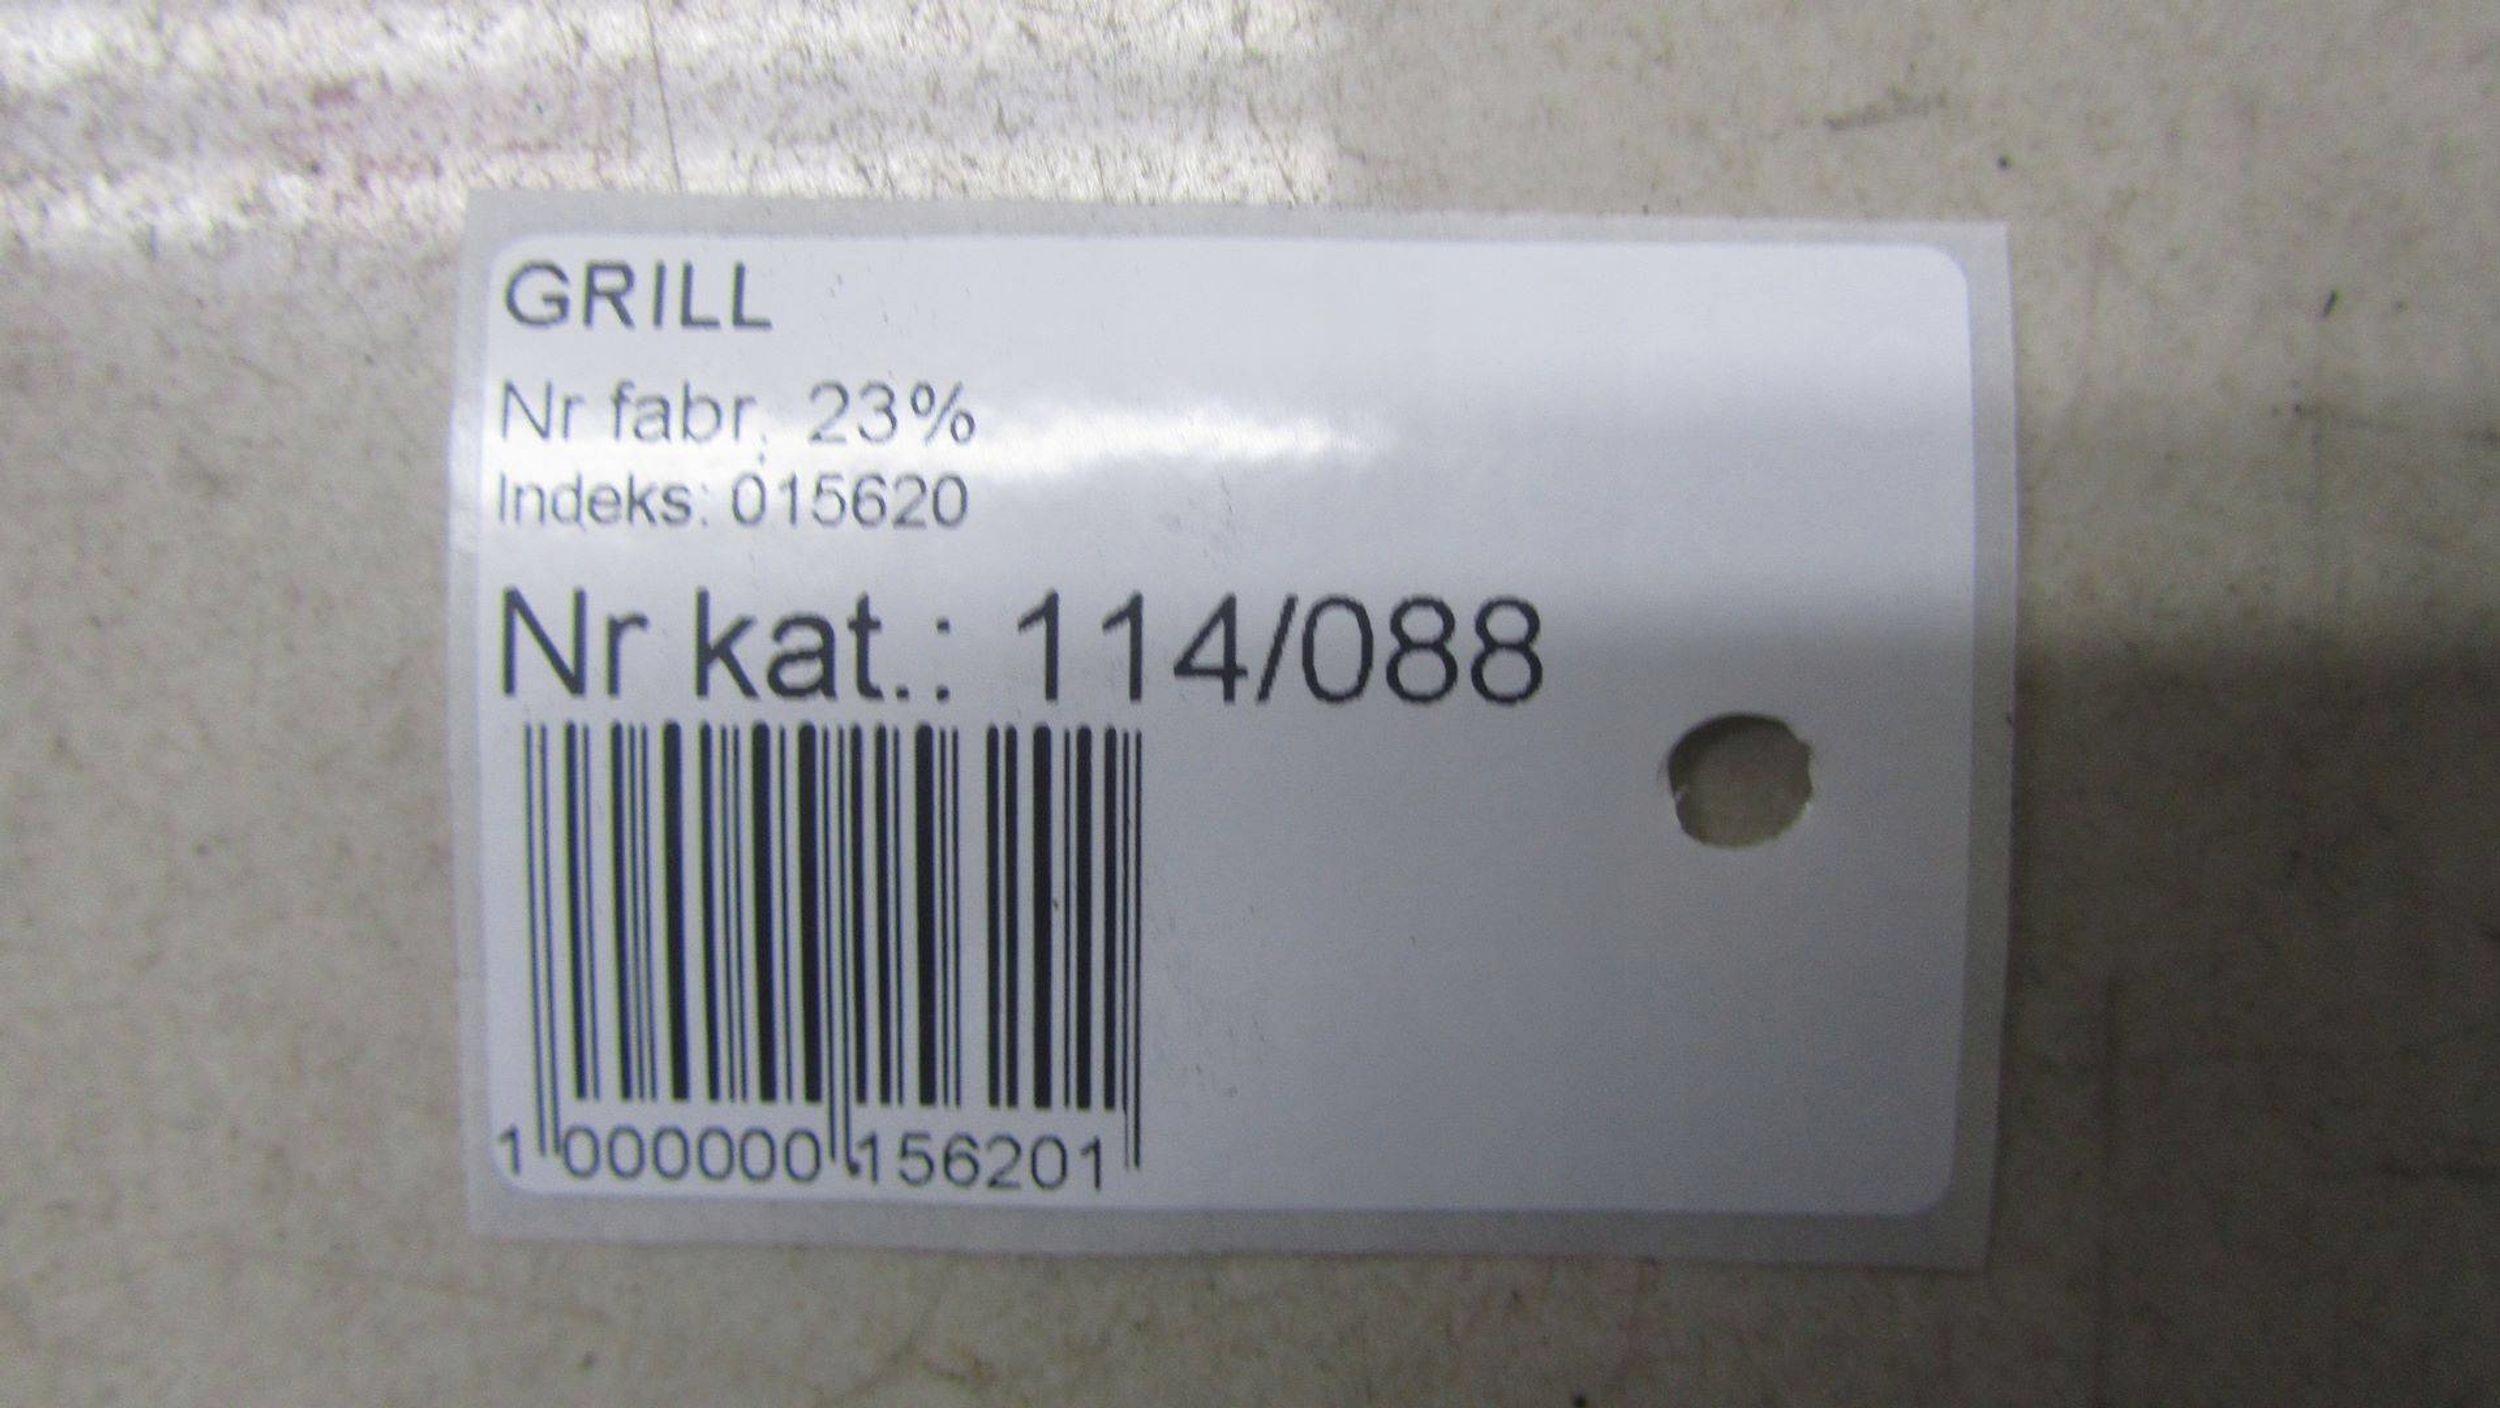 GRILL
Nr fabr. 23%
Indeks: 015620
Nr kat.: 114/088
1 000000 156201